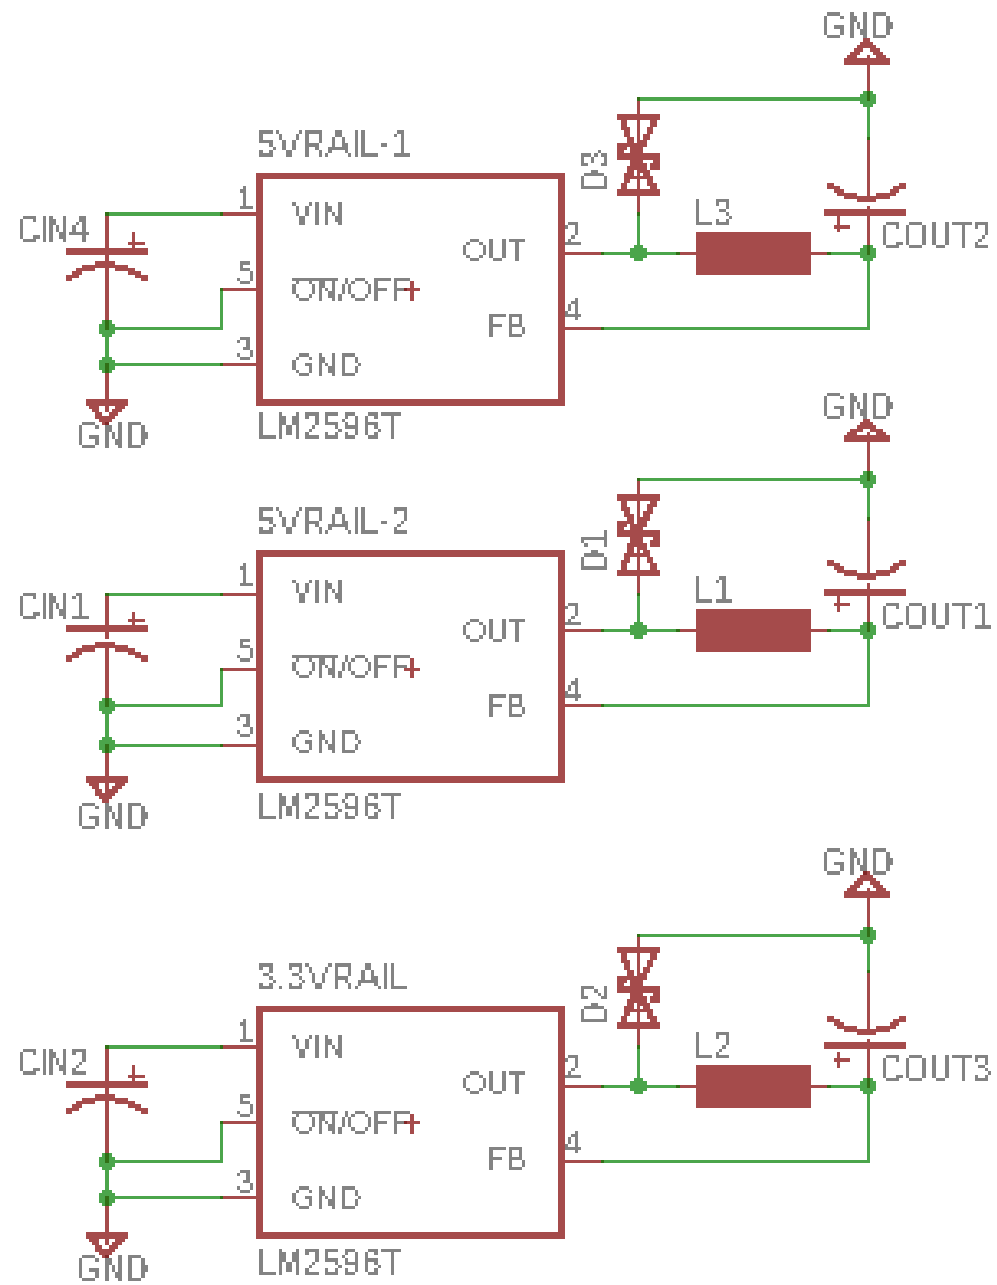 GND
5VRAIL-1
D3
1
VIN
CIN4
+
L3
2
OUT
+
COUT2
5
ON/OFF+
4
FB
3
GND
GND
LM2596T
GND
5VRAIL-2
D1
1
VIN
CIN1
+
L1
2
OUT
+
COUT1
5
ON/OFF+
4
FB
3
GND
GND
LM2596T
GND
3.3VRAIL
D2
1
VIN
CIN2
+
L2
2
OUT
+
COUT3
5
ON/OFF+
4
FB
3
GND
GND
LM2596T